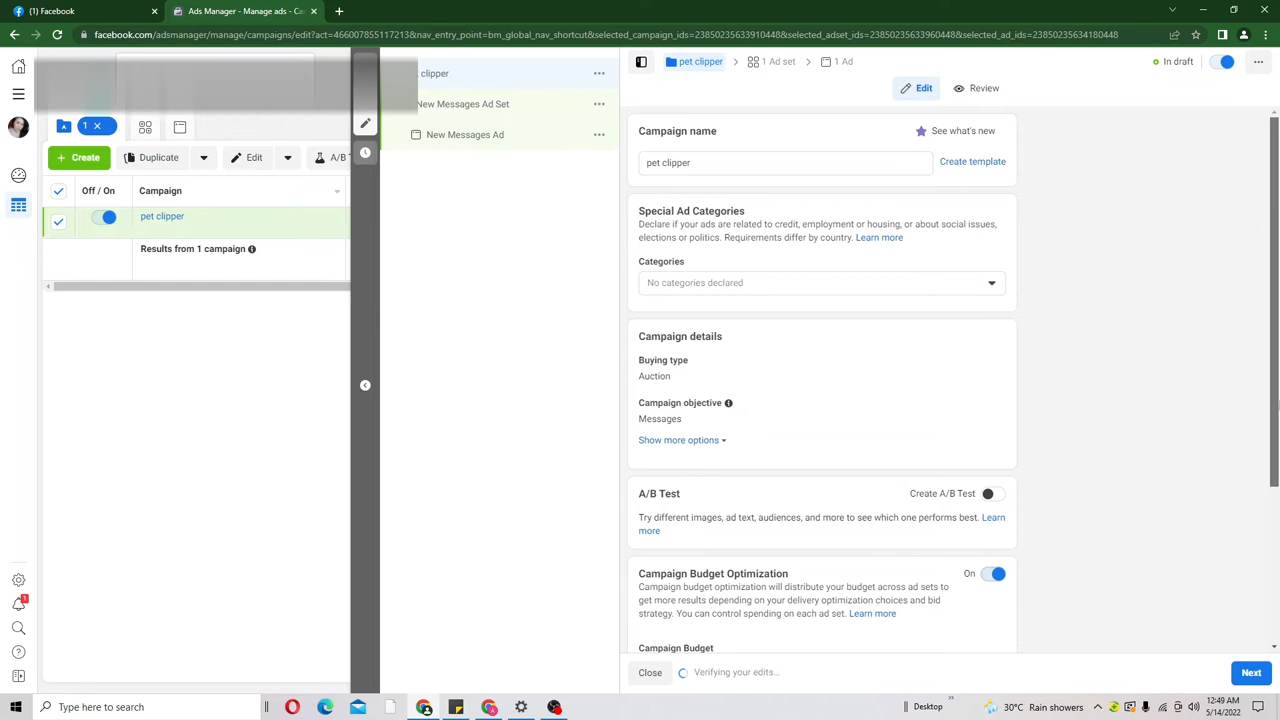 (1) Facebook
Ads Manager - Manage ads - Ca
facebook.com/adsmanager/manage/campaigns/edit?act=466007855117213&nav_entry_point=bm_global_nav_shortcut&selected_campaign_ids=23850235633910448&selected_adset_ids=23850235633960448&selected_ad_ids=23850235634180448
clipper
New Messages Ad Set
New Messages Ad
1
Create
Duplicate
Edit
A/B T
Off / On
Campaign
pet clipper
Results from 1 campaign
pet clipper
1 Ad set
1 Ad
In draft
Edit
Review
Campaign name
See what's new
pet clipper
Create template
Special Ad Categories
Declare if your ads are related to credit, employment or housing, or about social issues,
elections or politics. Requirements differ by country. Learn more
Categories
No categories declared
Campaign details
Buying type
Auction
Campaign objective
Messages
Show more options
A/B Test
Create A/B Test
Try different images, ad text, audiences, and more to see which one performs best. Learn
more
Campaign Budget Optimization
On
Campaign budget optimization will distribute your budget across ad sets to
get more results depending on your delivery optimization choices and bid
strategy. You can control spending on each ad set. Learn more
Campaign Budget
Close
Verifying your edits...
Next
1
Type here to search
Desktop
30°C Rain showers
12:49 AM
5/14/2022